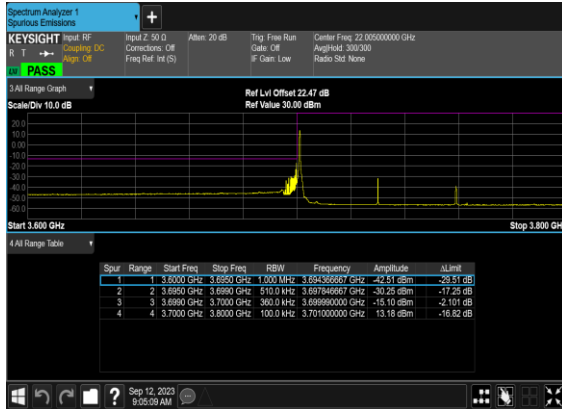 Spectrum Analyzer 1
Spurious Emissions
+
KEYSIGHT Input: RF Input Z: 50 Ω Atten: 20 dB Trig: Free Run Center Freq: 22.005000000 GHz
R T Coupling: DC Corrections: Off Gate: Off Avg|Hold: 300/300
Align: Off Freq Ref: Int (S) IF Gain: Low Radio Std: None
PASS
3 All Range Graph Ref Lvl Offset 22.47 dB
Scale/Div 10.0 dB Ref Value 30.00 dBm
20.0
10.0
0.00
-10.0
-20.0
-30.0
-40.0
-50.0
-60.0
Start 3.600 GHz Stop 3.800 GH
4 All Range Table
Spur Range Start Freq Stop Freq RBW Frequency Amplitude ΔLimit
1 1 3.6000 GHz 3.6950 GHz 1.000 MHz 3.694366667 GHz -42.51 dBm -29.51 dB
2 2 3.6950 GHz 3.6990 GHz 510.0 kHz 3.697846667 GHz -30.25 dBm -17.25 dB
3 3 3.6990 GHz 3.7000 GHz 360.0 kHz 3.699990000 GHz -15.10 dBm -2.101 dB
4 4 3.7000 GHz 3.8000 GHz 100.0 kHz 3.701000000 GHz 13.18 dBm -16.82 dB
? Sep 12, 2023
9:05:09 AM